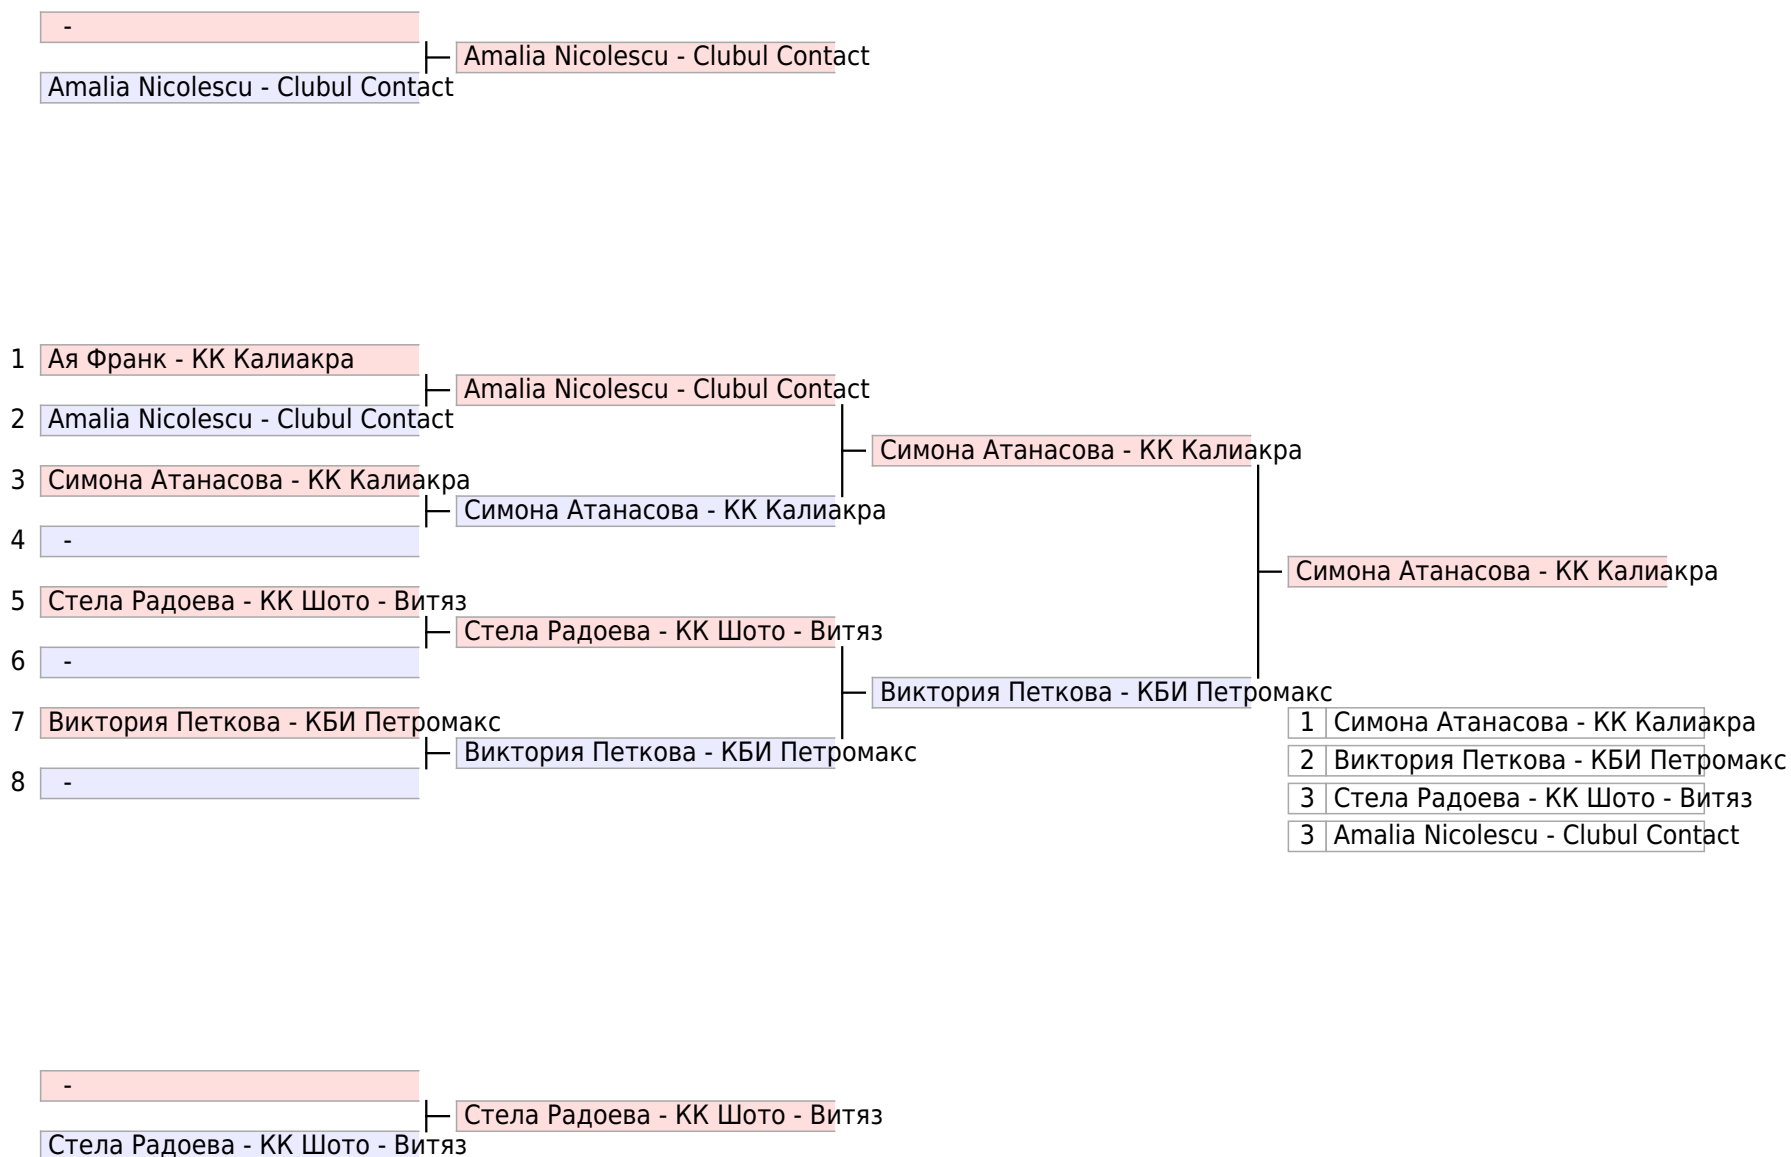 -
Amalia Nicolescu - Clubul Contact
Amalia Nicolescu - Clubul Contact
1 Ая Франк - КК Калиакра
Amalia Nicolescu - Clubul Contact
2 Amalia Nicolescu - Clubul Contact
Симона Атанасова - КК Калиакра
3 Симона Атанасова - КК Калиакра
Симона Атанасова - КК Калиакра
4 -
Симона Атанасова - КК Калиакра
5 Стела Радоева - КК Шото - Витяз
Стела Радоева - КК Шото - Витяз
6 -
Виктория Петкова - КБИ Петромакс
7 Виктория Петкова - КБИ Петромакс
1 Симона Атанасова - КК Калиакра
Виктория Петкова - КБИ Петромакс
2 Виктория Петкова - КБИ Петромакс
8 -
3 Стела Радоева - КК Шото - Витяз
3 Amalia Nicolescu - Clubul Contact
-
Стела Радоева - КК Шото - Витяз
Стела Радоева - КК Шото - Витяз